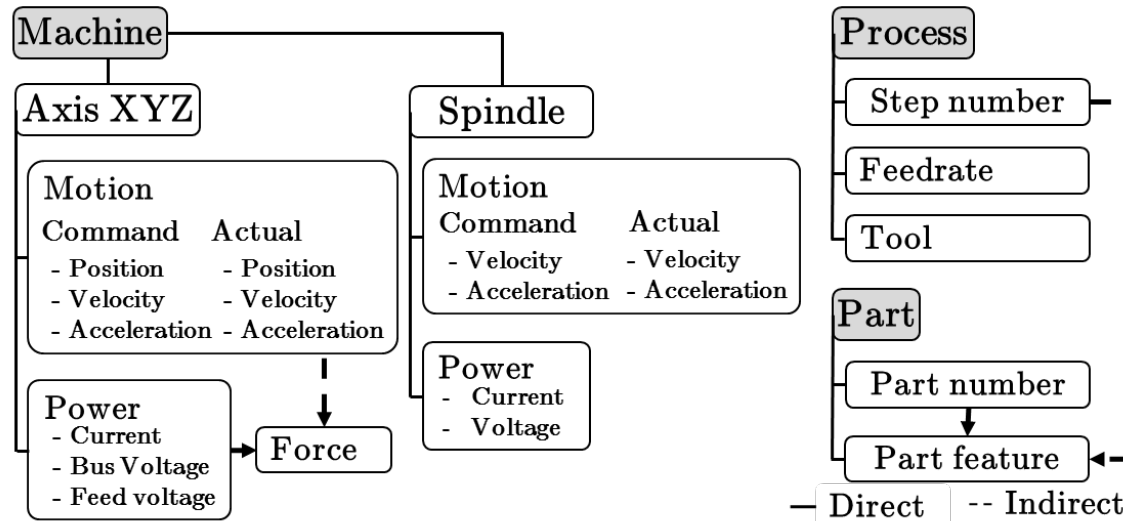 Machine
Axis XYZ
Motion
Command Actual
- Position - Position
- Velocity - Velocity
- Acceleration - Acceleration
Power
- Current
- Bus Voltage
- Feed voltage
Force
Spindle
Motion
Command Actual
- Velocity - Velocity
- Acceleration - Acceleration
Power
- Current
- Voltage
Process
Step number
Feedrate
Tool
Part
Part number
Part feature
— Direct -- Indirect